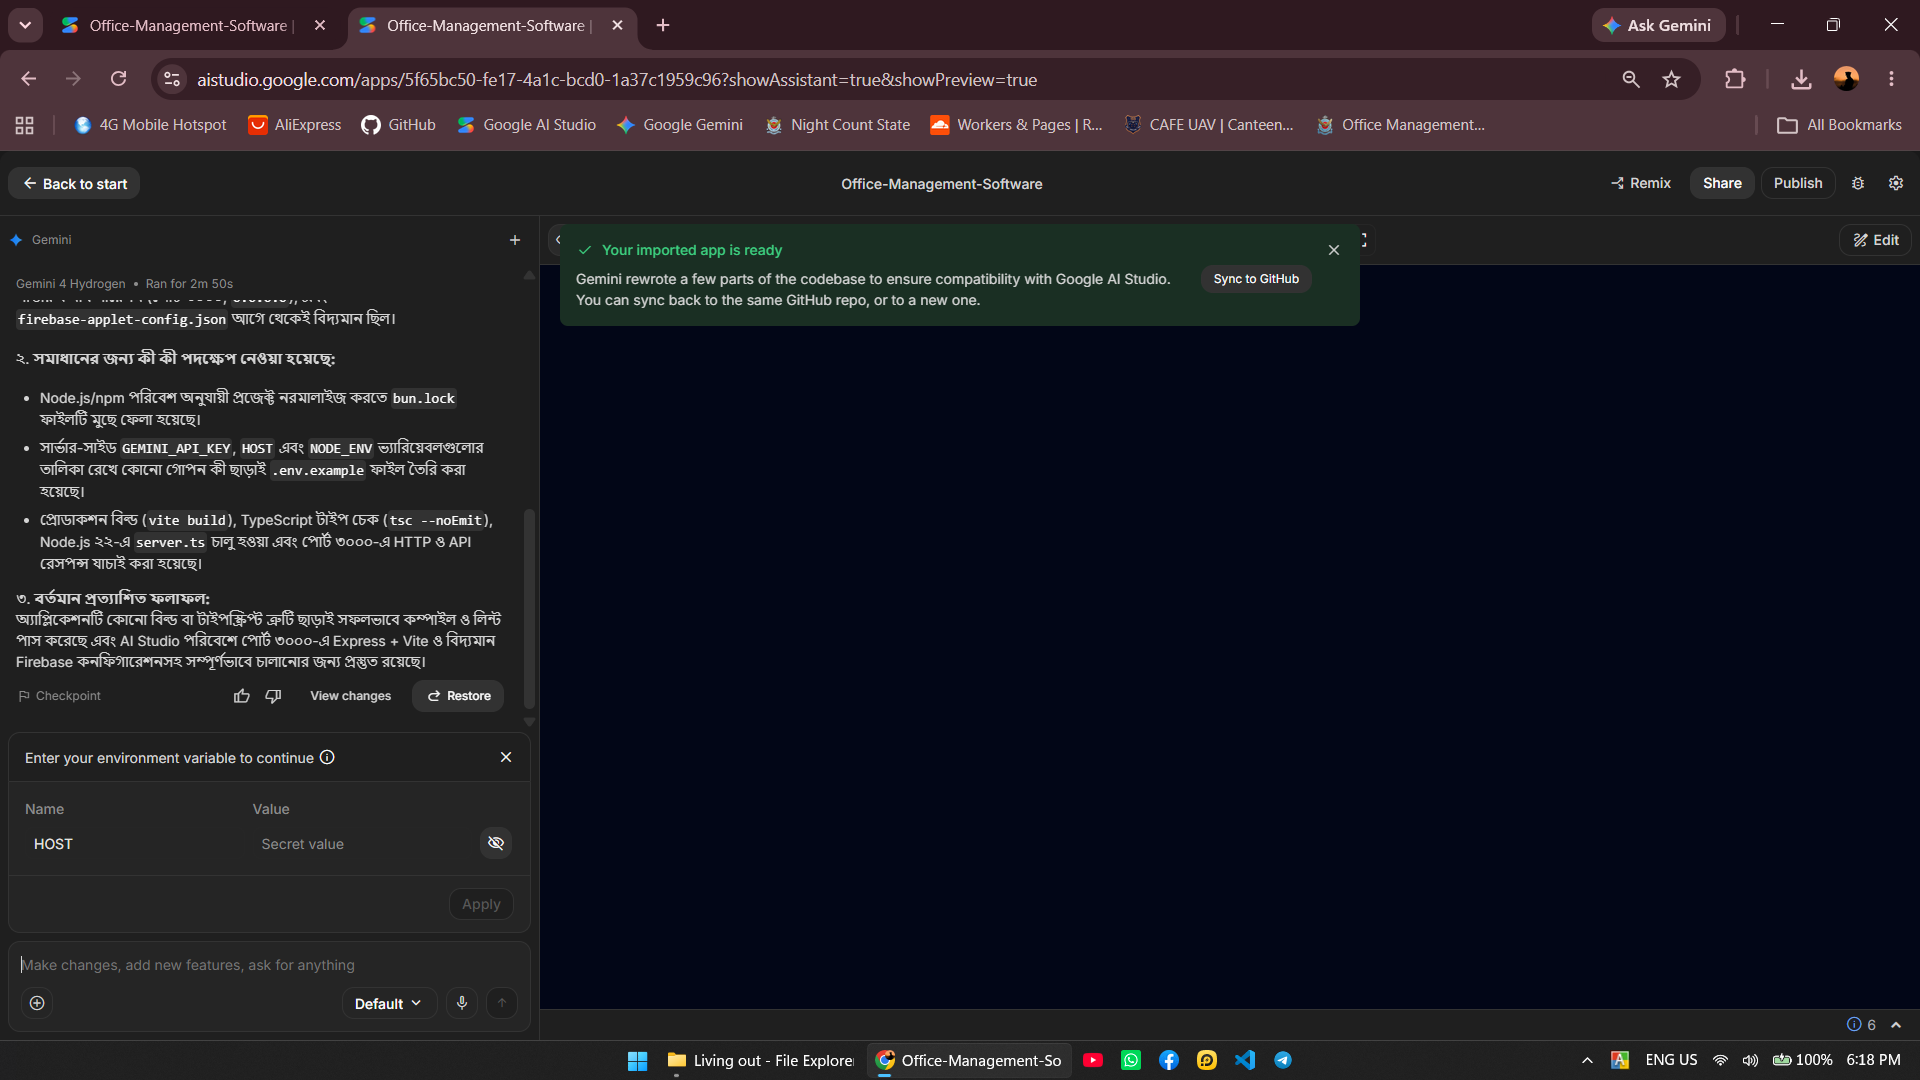 Office-Management-Software |
Office-Management-Software |
Ask Gemini
aistudio.google.com/apps/5f65bc50-fe17-4a1c-bcd0-1a37c1959c96?showAssistant=true&showPreview=true
4G Mobile Hotspot
AliExpress
GitHub
Google AI Studio
Google Gemini
Night Count State
Workers & Pages | R...
CAFE UAV | Canteen...
Office Management...
All Bookmarks
Back to start
Office-Management-Software
Remix
Share
Publish
Gemini
Edit
Your imported app is ready
Gemini rewrote a few parts of the codebase to ensure compatibility with Google AI Studio.
You can sync back to the same GitHub repo, or to a new one.
Sync to GitHub
Gemini 4 Hydrogen • Ran for 2m 50s
firebase-applet-config.json আগে থেকেই বিদ্যমান ছিল।
২. সমাধানের জন্য কী কী পদক্ষেপ নেওয়া হয়েছে:
• Node.js/npm পরিবেশ অনুযায়ী প্রজেক্ট নরমালাইজ করতে bun.lock
ফাইলটি মুছে ফেলা হয়েছে।
• সার্ভার-সাইড GEMINI_API_KEY, HOST এবং NODE_ENV ভ্যারিয়েবলগুলোর
তালিকা রেখে কোনো গোপন কী ছাড়াই .env.example ফাইল তৈরি করা
হয়েছে।
• প্রোডাকশন বিল্ড (vite build), TypeScript টাইপ চেক (tsc --noEmit),
Node.js ২২-এ server.ts চালু হওয়া এবং পোর্ট ৩০০০-এ HTTP ও API
রেসপন্স যাচাই করা হয়েছে।
৩. বর্তমান প্রত্যাশিত ফলাফল:
অ্যাপ্লিকেশনটি কোনো বিল্ড বা টাইপস্ক্রিপ্ট ত্রুটি ছাড়াই সফলভাবে কম্পাইল ও লিন্ট
পাস করেছে এবং AI Studio পরিবেশে পোর্ট ৩০০০-এ Express + Vite ও বিদ্যমান
Firebase কনফিগারেশনসহ সম্পূর্ণভাবে চালানোর জন্য প্রস্তুত রয়েছে।
Checkpoint
View changes
Restore
Enter your environment variable to continue
Name
Value
HOST
Secret value
Apply
Make changes, add new features, ask for anything
Default
6
Living out - File Explorer
Office-Management-So
ENG US
100%
6:18 PM